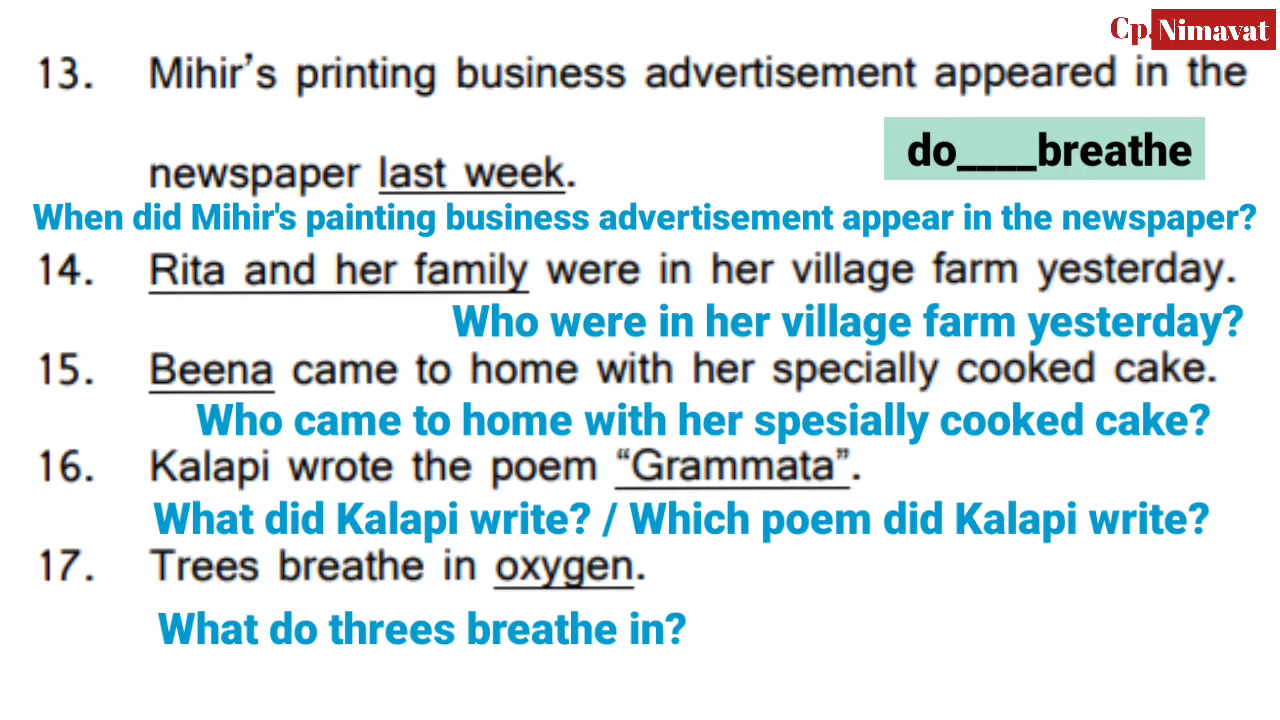 Cp. Nimavat
13. Mihir's printing business advertisement appeared in the
do____breathe
newspaper last week.
When did Mihir's painting business advertisement appear in the newspaper?
14. Rita and her family were in her village farm yesterday.
Who were in her village farm yesterday?
15. Beena came to home with her specially cooked cake.
Who came to home with her spesially cooked cake?
16. Kalapi wrote the poem “Grammata”.
What did Kalapi write? / Which poem did Kalapi write?
17. Trees breathe in oxygen.
What do threes breathe in?